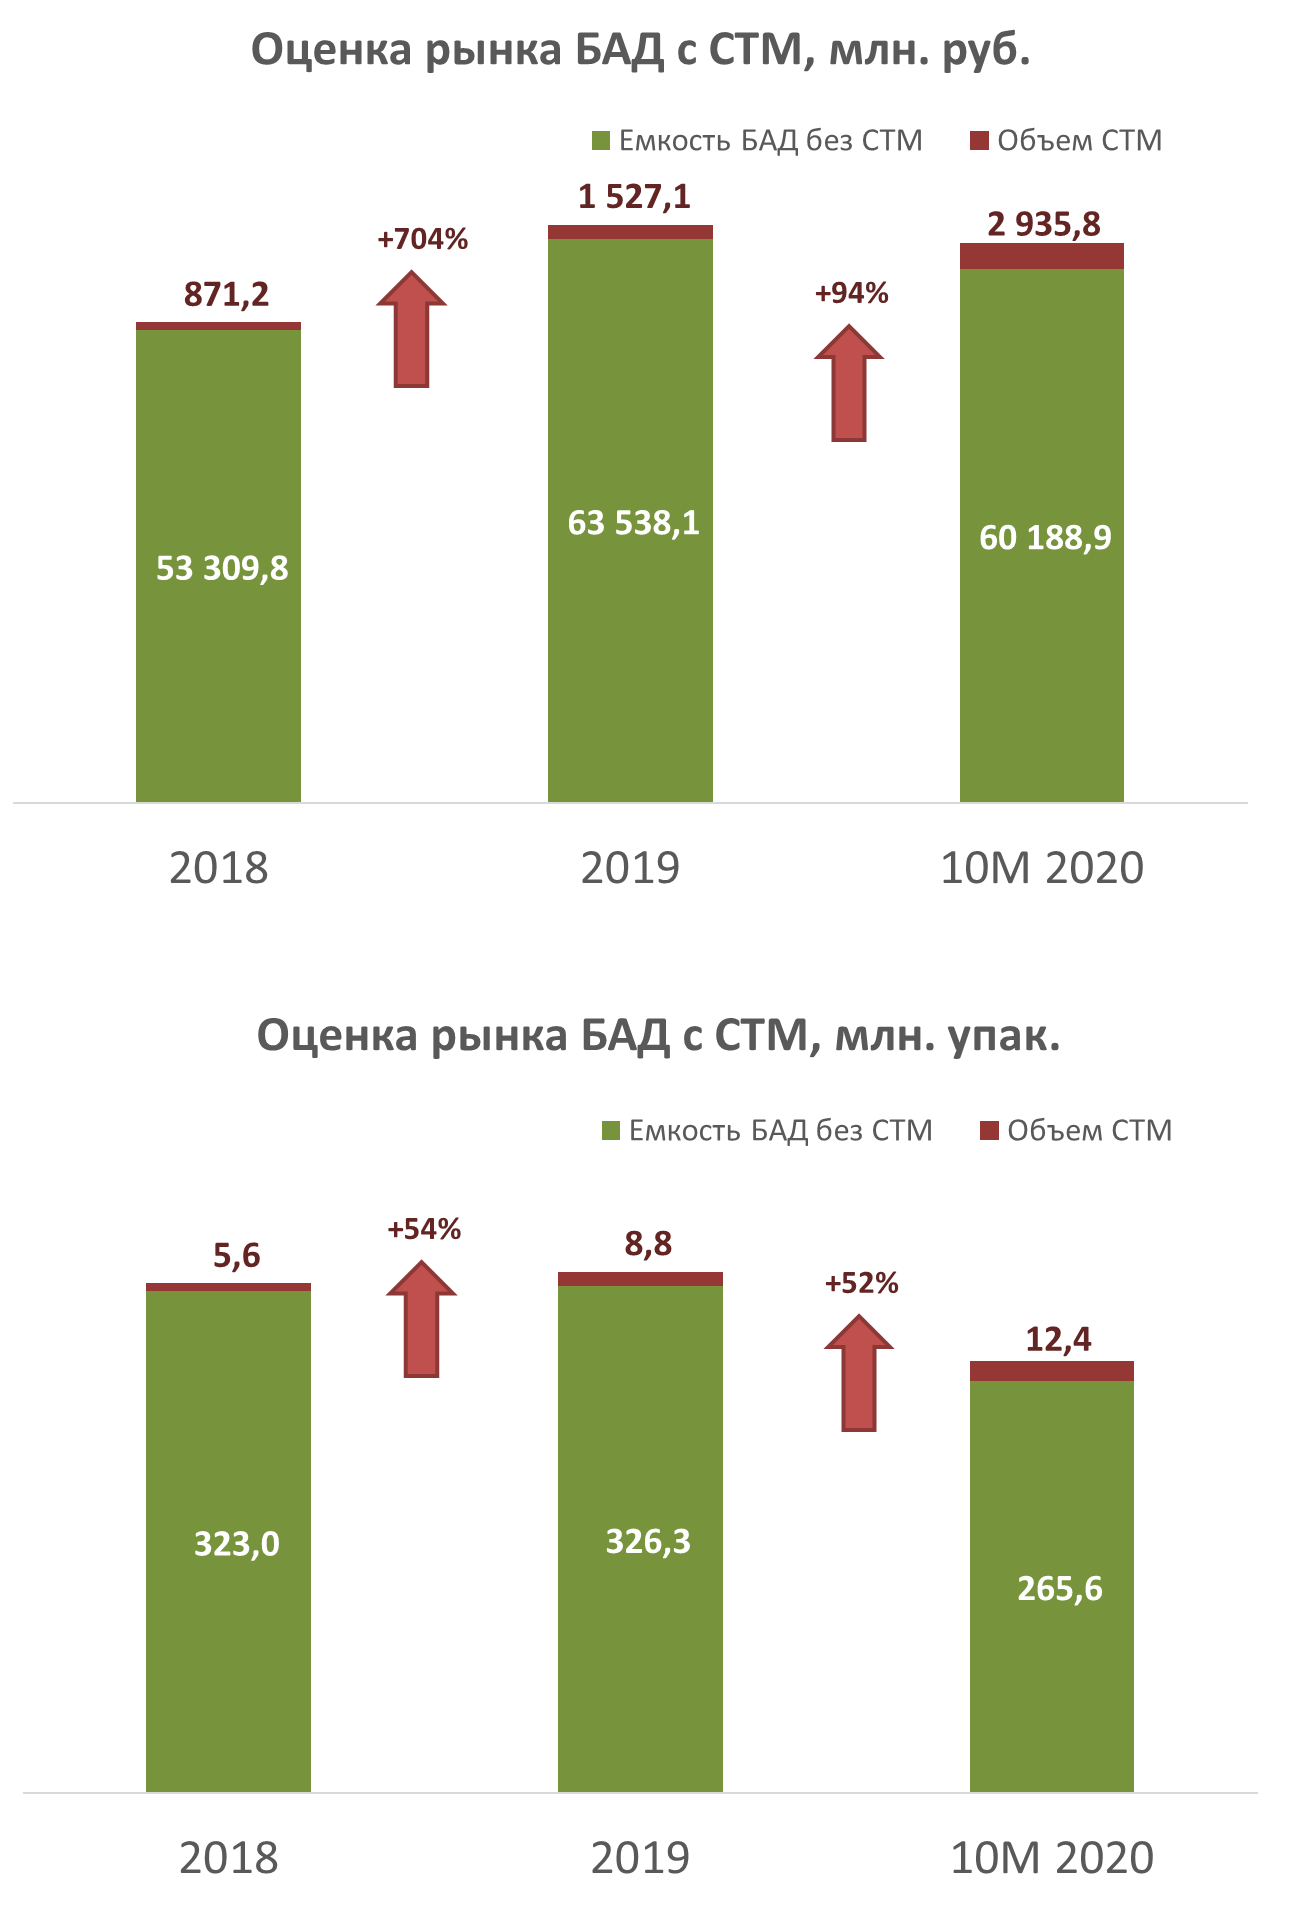 Оценка рынка БАД с СТМ, млн. руб.
Емкость БАД без СТМ
Объем СТМ
871,2
+704%
1 527,1
+94%
2 935,8
53 309,8
63 538,1
60 188,9
2018
2019
10М 2020
Оценка рынка БАД с СТМ, млн. упак.
Емкость БАД без СТМ
Объем СТМ
5,6
+54%
8,8
+52%
12,4
323,0
326,3
265,6
2018
2019
10М 2020